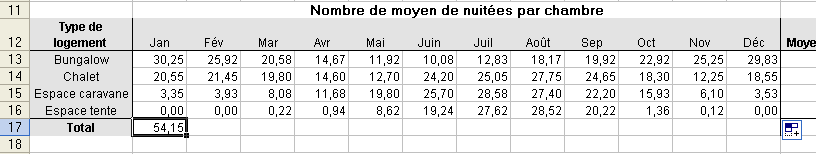 11 Nombre de moyen de nuitées par chambre
Type de
12 logement Jan Fév Mar Avr Mai Juin Juil Août Sep Oct Nov Déc Moye
13 Bungalow 30,25 25,92 20,58 14,67 11,92 10,08 12,83 18,17 19,92 22,92 25,25 29,83
14 Chalet 20,55 21,45 19,80 14,60 12,70 24,20 25,05 27,75 24,65 18,30 12,25 18,55
15 Espace caravane 3,35 3,93 8,08 11,68 19,80 25,70 28,58 27,40 22,20 15,93 6,10 3,53
16 Espace tente 0,00 0,00 0,22 0,94 8,62 19,24 27,62 28,52 20,22 1,36 0,12 0,00
17 Total 54,15
18